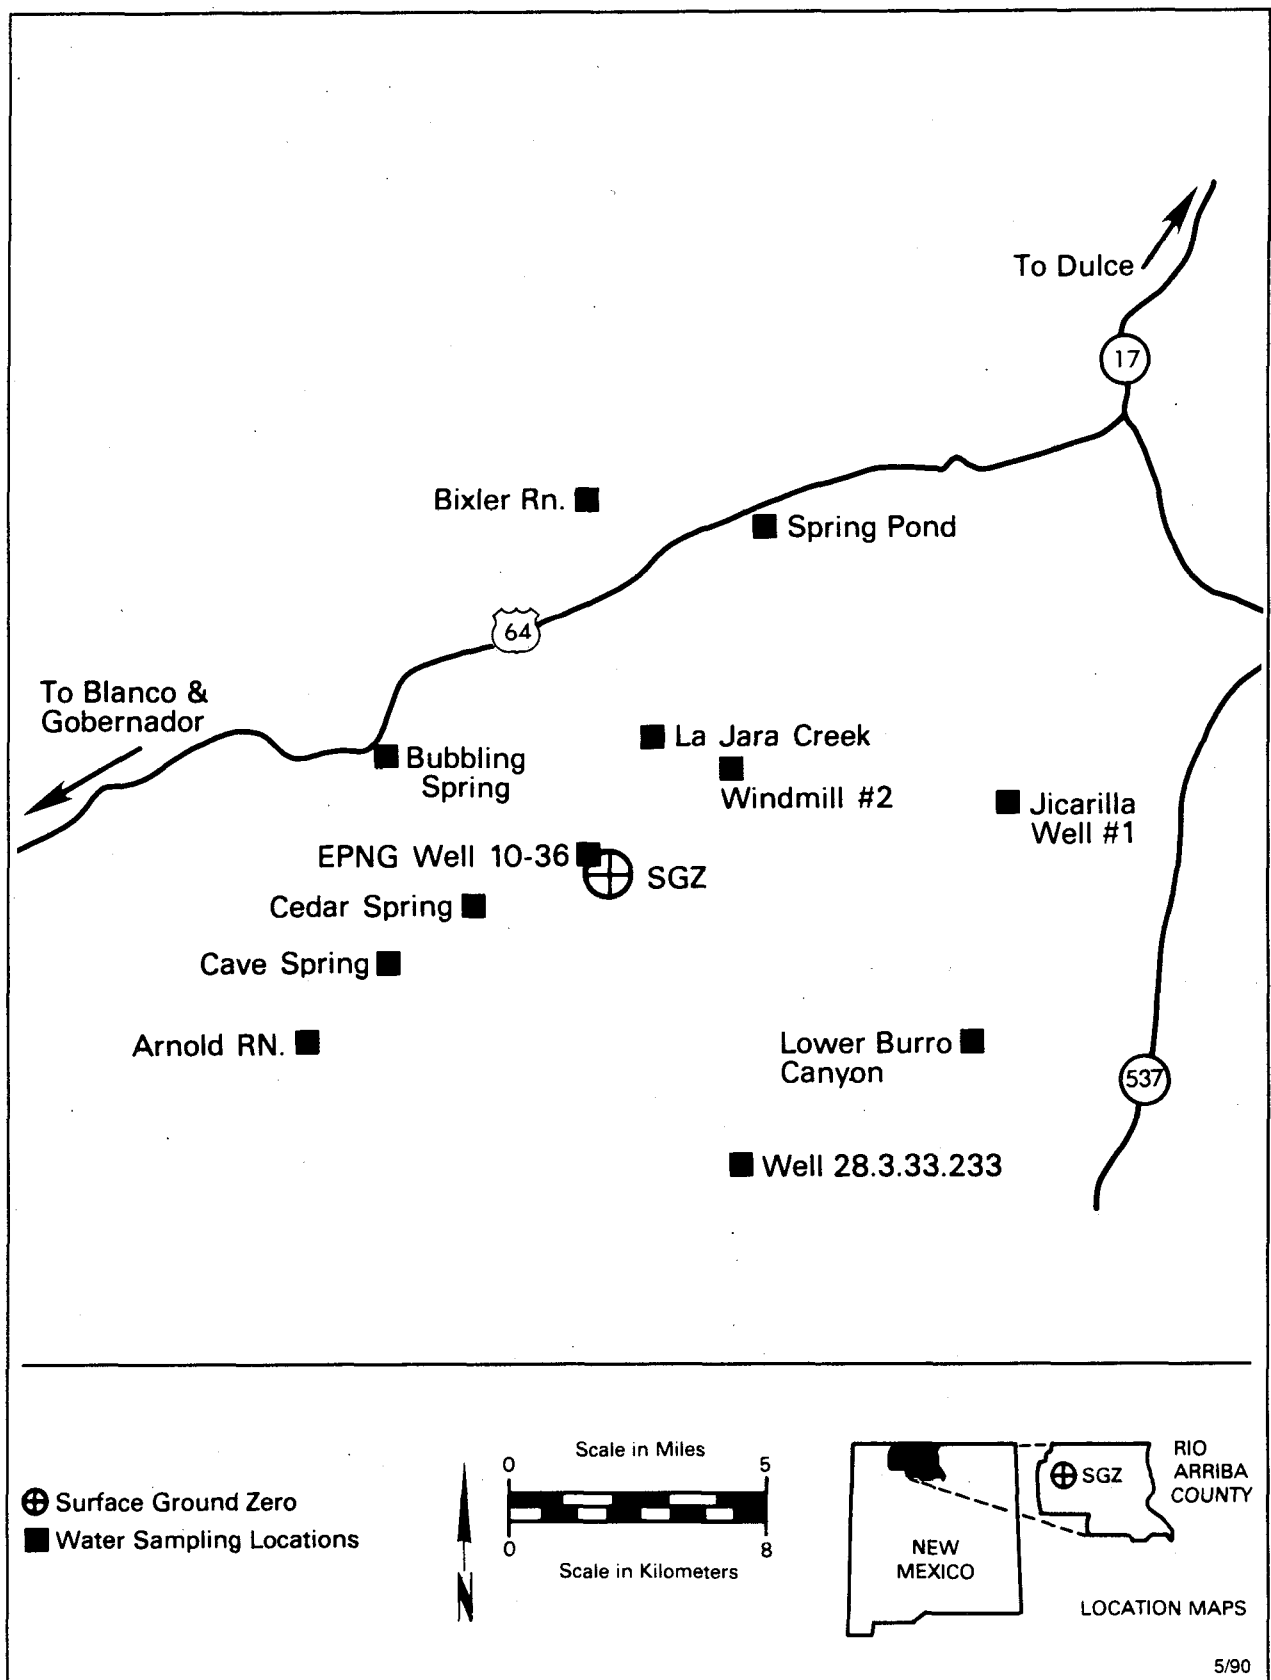 To Dulce
17
Bixler Rn.
Spring Pond
64
To Blanco &
Gobernador
La Jara Creek
Bubbling
Spring
Windmill #2
Jicarilla
Well #1
EPNG Well 10-36
SGZ
Cedar Spring
Cave Spring
Arnold RN.
Lower Burro
Canyon
537
Well 28.3.33.233
Surface Ground Zero
Water Sampling Locations
N
Scale in Miles
0 5
0 8
Scale in Kilometers
NEW
MEXICO
SGZ
RIO
ARRIBA
COUNTY
LOCATION MAPS
5/90